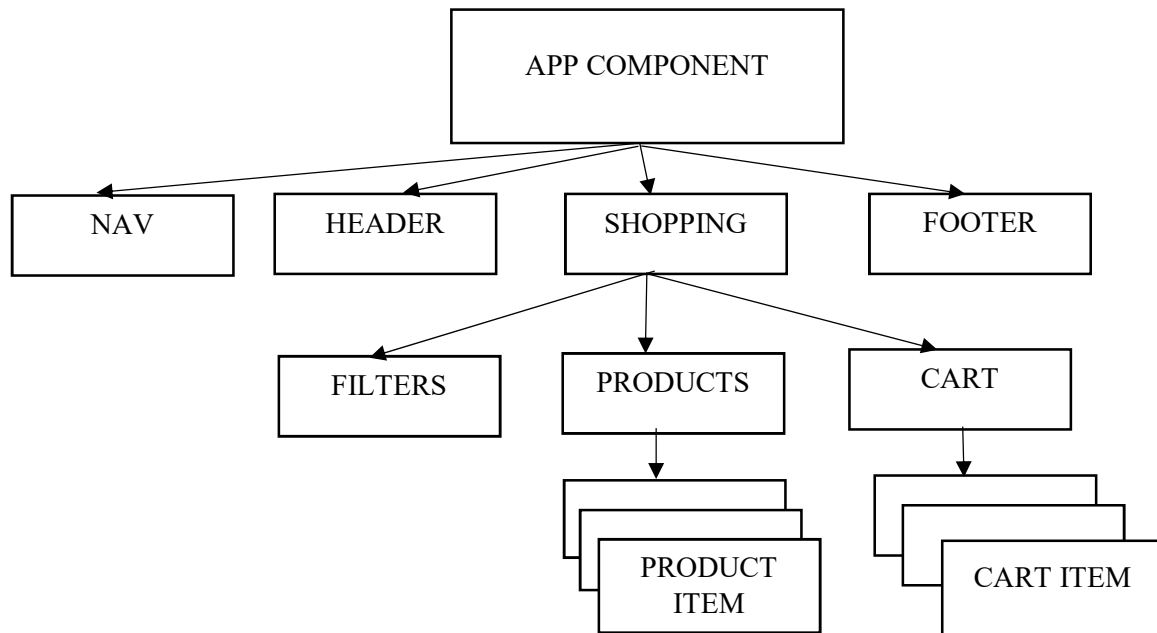 APP COMPONENT
NAV
HEADER
SHOPPING
FOOTER
FILTERS
PRODUCTS
CART
PRODUCT
ITEM
CART ITEM